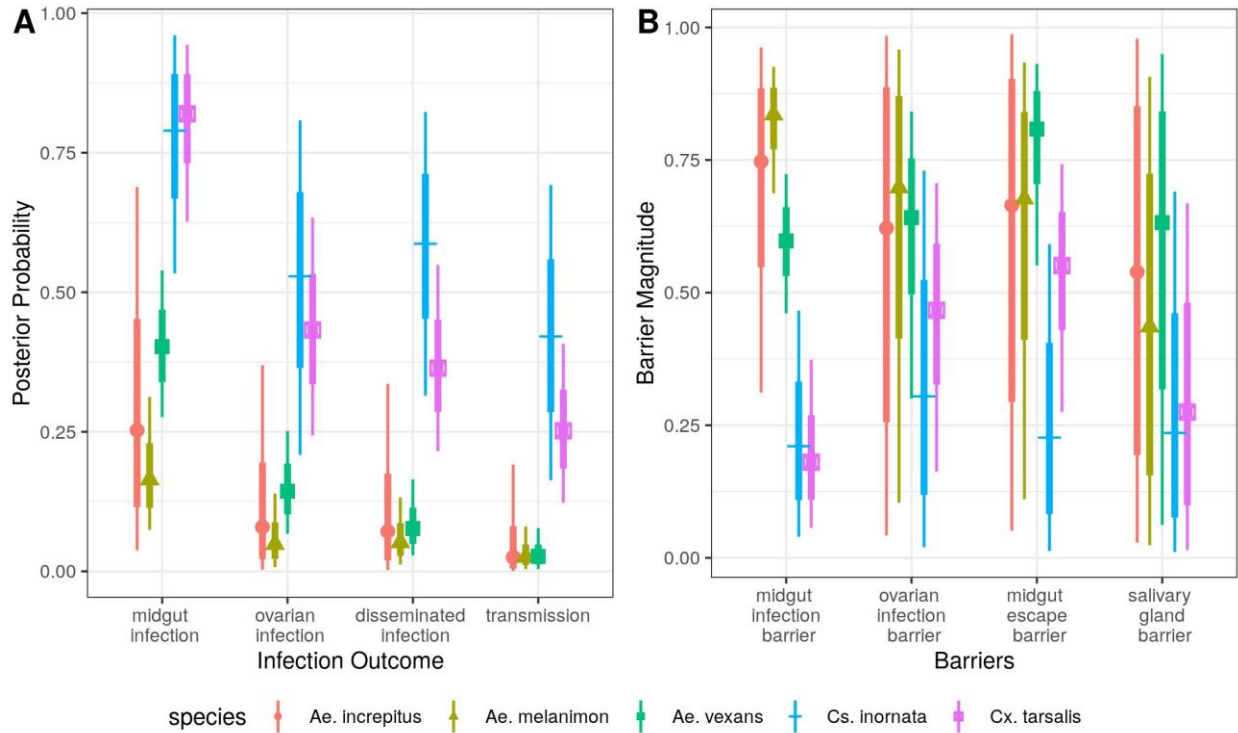 A
1.00
0.75
0.50
0.25
0.00
Posterior Probability
midgut
infection
ovarian
infection
disseminated
infection
transmission
Infection Outcome
B
1.00
0.75
0.50
0.25
0.00
Barrier Magnitude
midgut
infection
barrier
ovarian
infection
barrier
midgut
escape
barrier
salivary
gland
barrier
Barriers
species
Ae. increpitus
Ae. melanimon
Ae. vexans
Cs. inornata
Cx. tarsalis